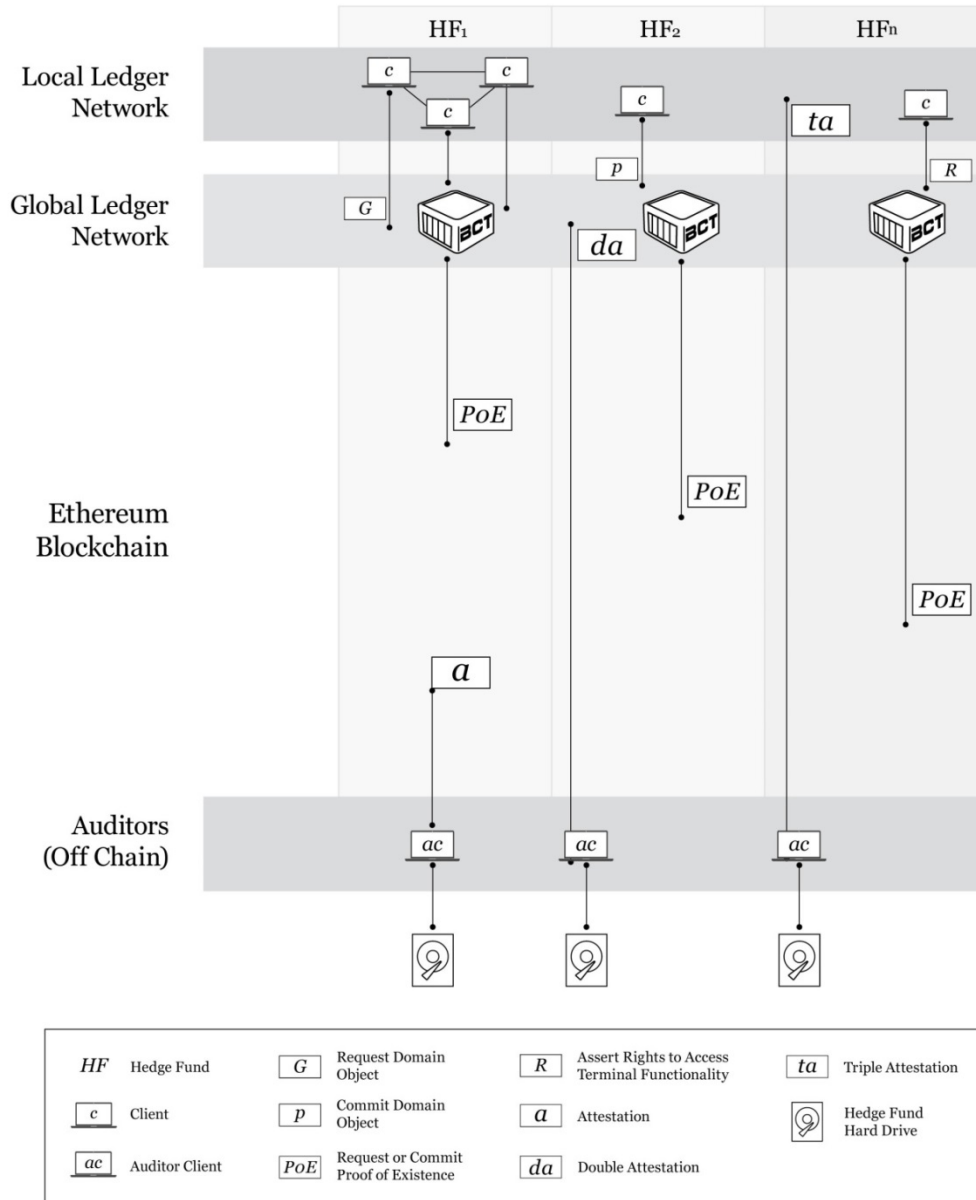 HF₁ HF₂ HFⁿ
Local Ledger
Network
c c
c
c
ta
c
p
R
Global Ledger
Network
G
BCT
BCT
BCT
da
PoE
Ethereum
Blockchain
PoE
PoE
a
Auditors
(Off Chain)
ac ac ac
HF Hedge Fund
c Client
ac Auditor Client
G Request Domain
Object
p Commit Domain
Object
PoE Request or Commit
Proof of Existence
R Assert Rights to Access
Terminal Functionality
a Attestation
da Double Attestation
ta Triple Attestation
Hedge Fund
Hard Drive